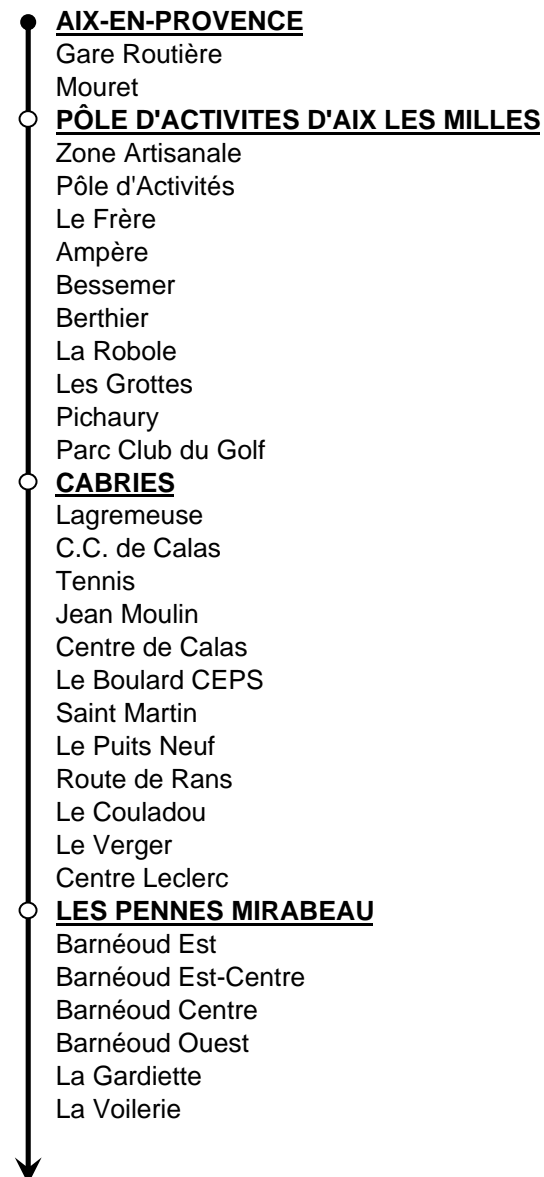 AIX-EN-PROVENCE
Gare Routière
Mouret
PÔLE D'ACTIVITES D'AIX LES MILLES
Zone Artisanale
Pôle d'Activités
Le Frère
Ampère
Bessemer
Berthier
La Robole
Les Grottes
Pichaury
Parc Club du Golf
CABRIES
Lagremeuse
C.C. de Calas
Tennis
Jean Moulin
Centre de Calas
Le Boulard CEPS
Saint Martin
Le Puits Neuf
Route de Rans
Le Couladou
Le Verger
Centre Leclerc
LES PENNES MIRABEAU
Barnéoud Est
Barnéoud Est-Centre
Barnéoud Centre
Barnéoud Ouest
La Gardiette
La Voilerie